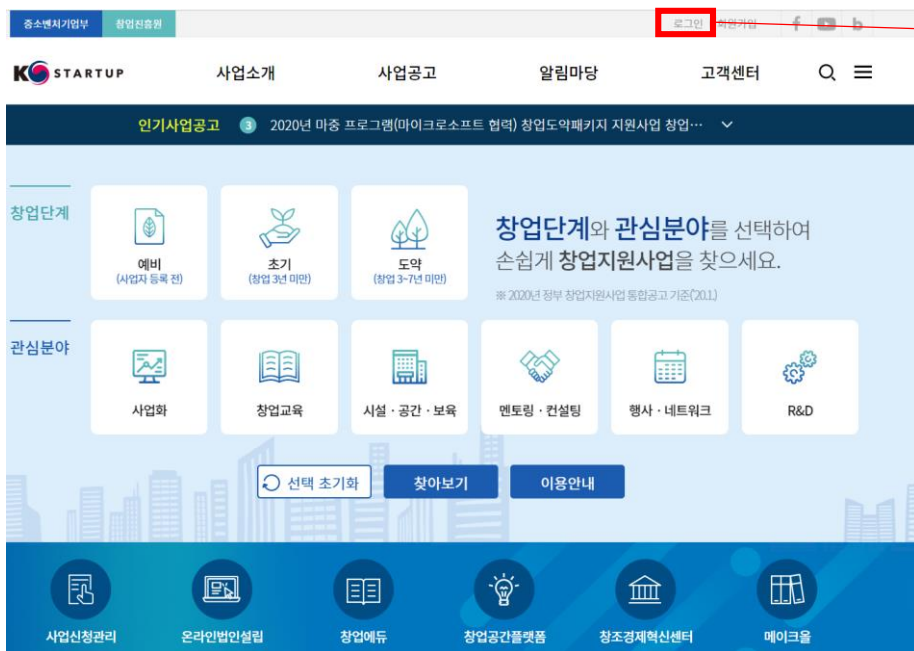 중소벤처기업부 창업진흥원 로그인 회원가입 f b
K STARTUP 사업소개 사업공고 알림마당 고객센터
인기사업공고 3 2020년 마중 프로그램(마이크로소프트 협력) 창업도약패키지 지원사업 창업…
창업단계
예비
(사업자 등록 전)
초기
(창업 3년 미만)
도약
(창업 3~7년 미만)
창업단계와 관심분야를 선택하여
손쉽게 창업지원사업을 찾으세요.
※ 2020년 정부 창업지원사업 통합공고 기준('20.1.)
관심분야
사업화 창업교육 시설 · 공간 · 보육 멘토링 · 컨설팅 행사 · 네트워크 R&D
선택 초기화 찾아보기 이용안내
사업신청관리 온라인법인설립 창업에듀 창업공간플랫폼 창조경제혁신센터 메이크올